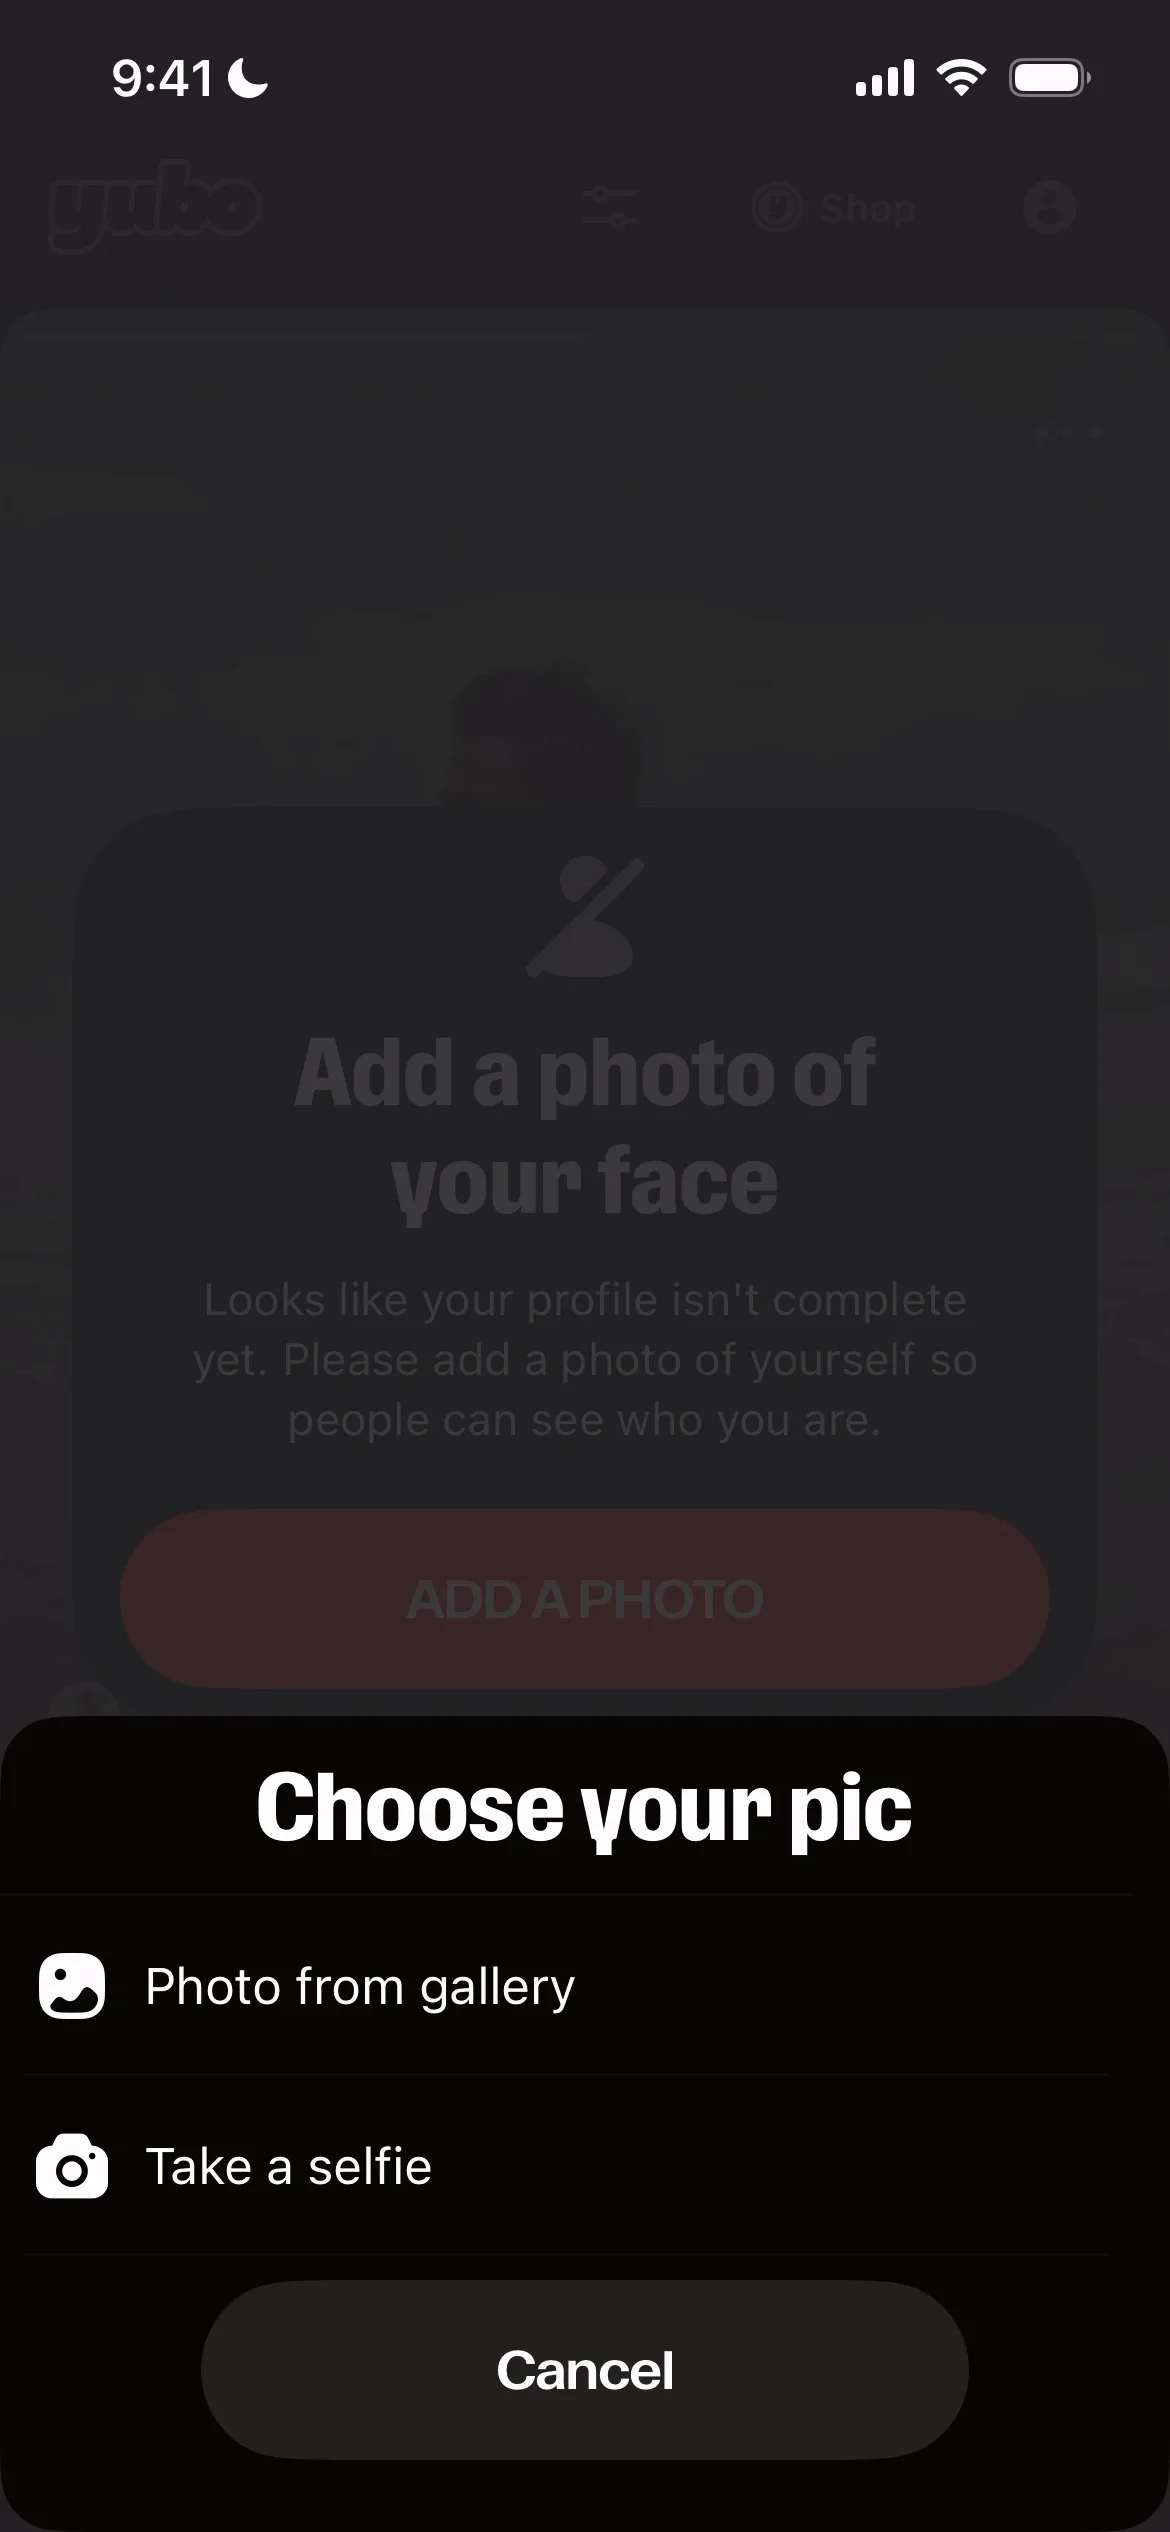 9:41
yubo
Shop
Add a photo of
your face
Looks like your profile isn't complete
yet. Please add a photo of yourself so
people can see who you are.
ADD A PHOTO
Choose your pic
Photo from gallery
Take a selfie
Cancel